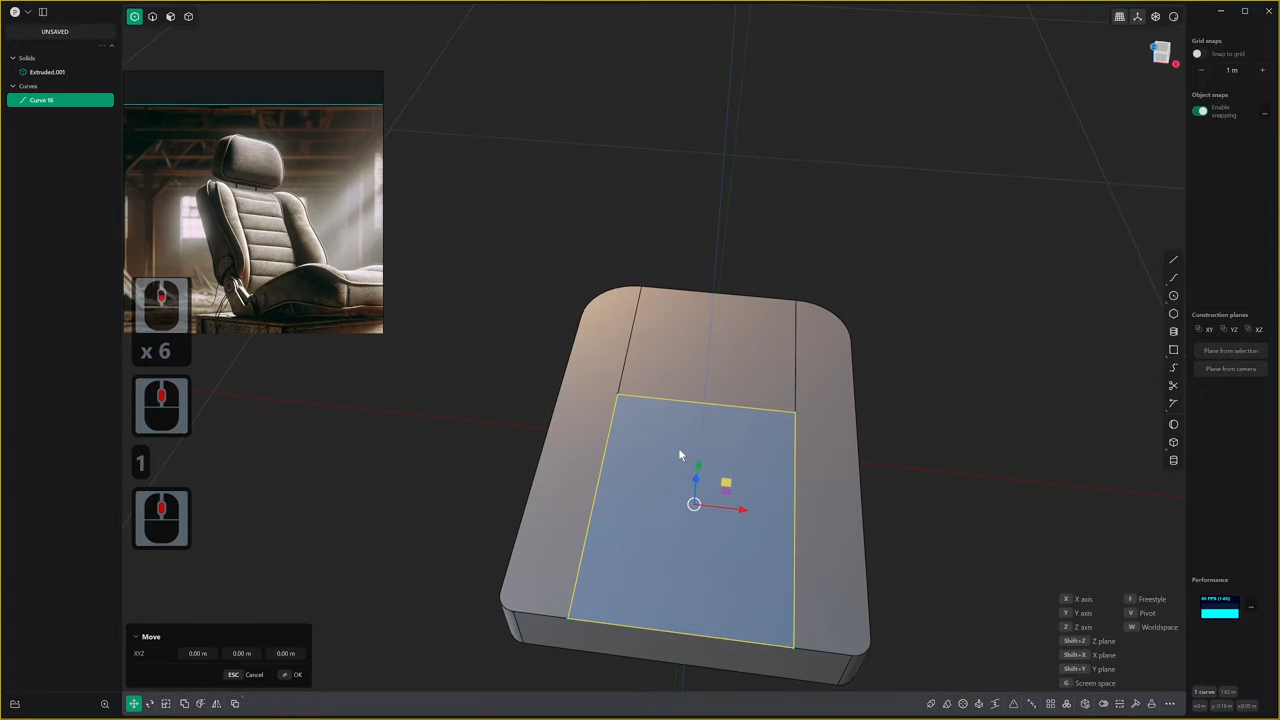 UNSAVED
Solids
Extruded.001
Curves
Curve 16
x 6
1
Move
XYZ 0.00 m 0.00 m 0.00 m
ESC Cancel OK
Grid snaps
Snap to grid
1 m
Object snaps
Enable
snapping
Construction planes
XY YZ XZ
Plane from selection
Plane from camera
Performance
X X axis F Freestyle
Y Y axis V Pivot
Z Z axis W Worldspace
Shift+Z Z plane
Shift+X X plane
Shift+Y Y plane
G Screen space
1 curve 1.62 m